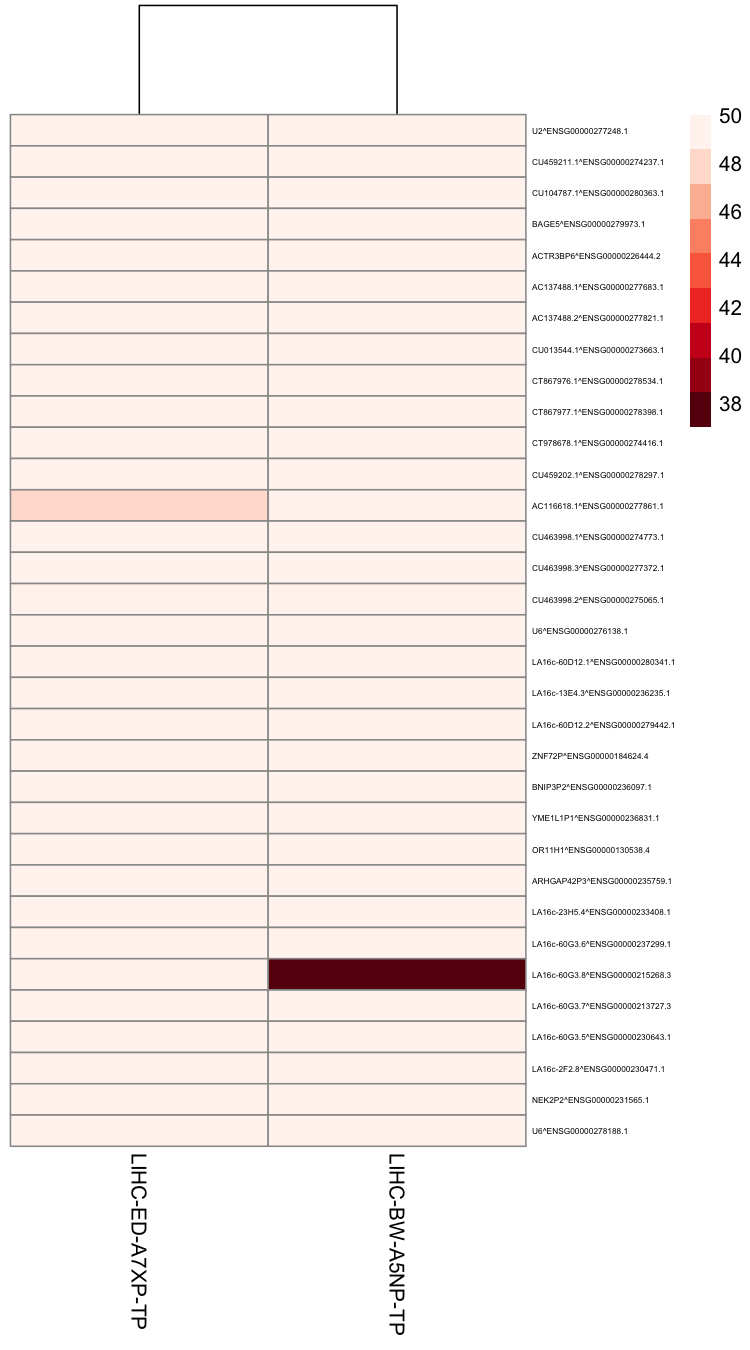 U2^ENSG00000277248.1
CU459211.1^ENSG00000274237.1
CU104787.1^ENSG00000280363.1
BAGE5^ENSG00000279973.1
ACTR3BP6^ENSG00000226444.2
AC137488.1^ENSG00000277683.1
AC137488.2^ENSG00000277821.1
CU013544.1^ENSG00000273663.1
CT867976.1^ENSG00000278534.1
CT867977.1^ENSG00000278398.1
CT978678.1^ENSG00000274416.1
CU459202.1^ENSG00000278297.1
AC116618.1^ENSG00000277861.1
CU463998.1^ENSG00000274773.1
CU463998.3^ENSG00000277372.1
CU463998.2^ENSG00000275065.1
U6^ENSG00000276138.1
LA16c-60D12.1^ENSG00000280341.1
LA16c-13E4.3^ENSG00000236235.1
LA16c-60D12.2^ENSG00000279442.1
ZNF72P^ENSG00000184624.4
BNIP3P2^ENSG00000236097.1
YME1L1P1^ENSG00000236831.1
OR11H1^ENSG00000130538.4
ARHGAP42P3^ENSG00000235759.1
LA16c-23H5.4^ENSG00000233408.1
LA16c-60G3.6^ENSG00000237299.1
LA16c-60G3.8^ENSG00000215268.3
LA16c-60G3.7^ENSG00000213727.3
LA16c-60G3.5^ENSG00000230643.1
LA16c-2F2.8^ENSG00000230471.1
NEK2P2^ENSG00000231565.1
U6^ENSG00000278188.1
50
48
46
44
42
40
38
LIHC-ED-A7XP-TP
LIHC-BW-A5NP-TP